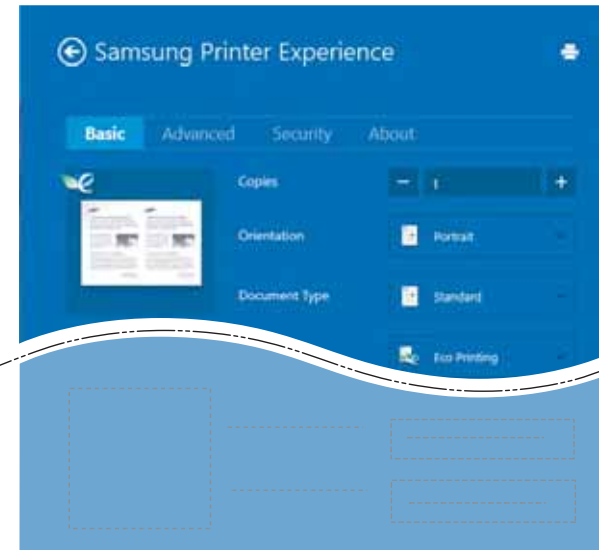 Samsung Printer Experience
Basic Advanced Security About
Copies 1
Orientation Portrait
Document Type Standard
Eco Printing